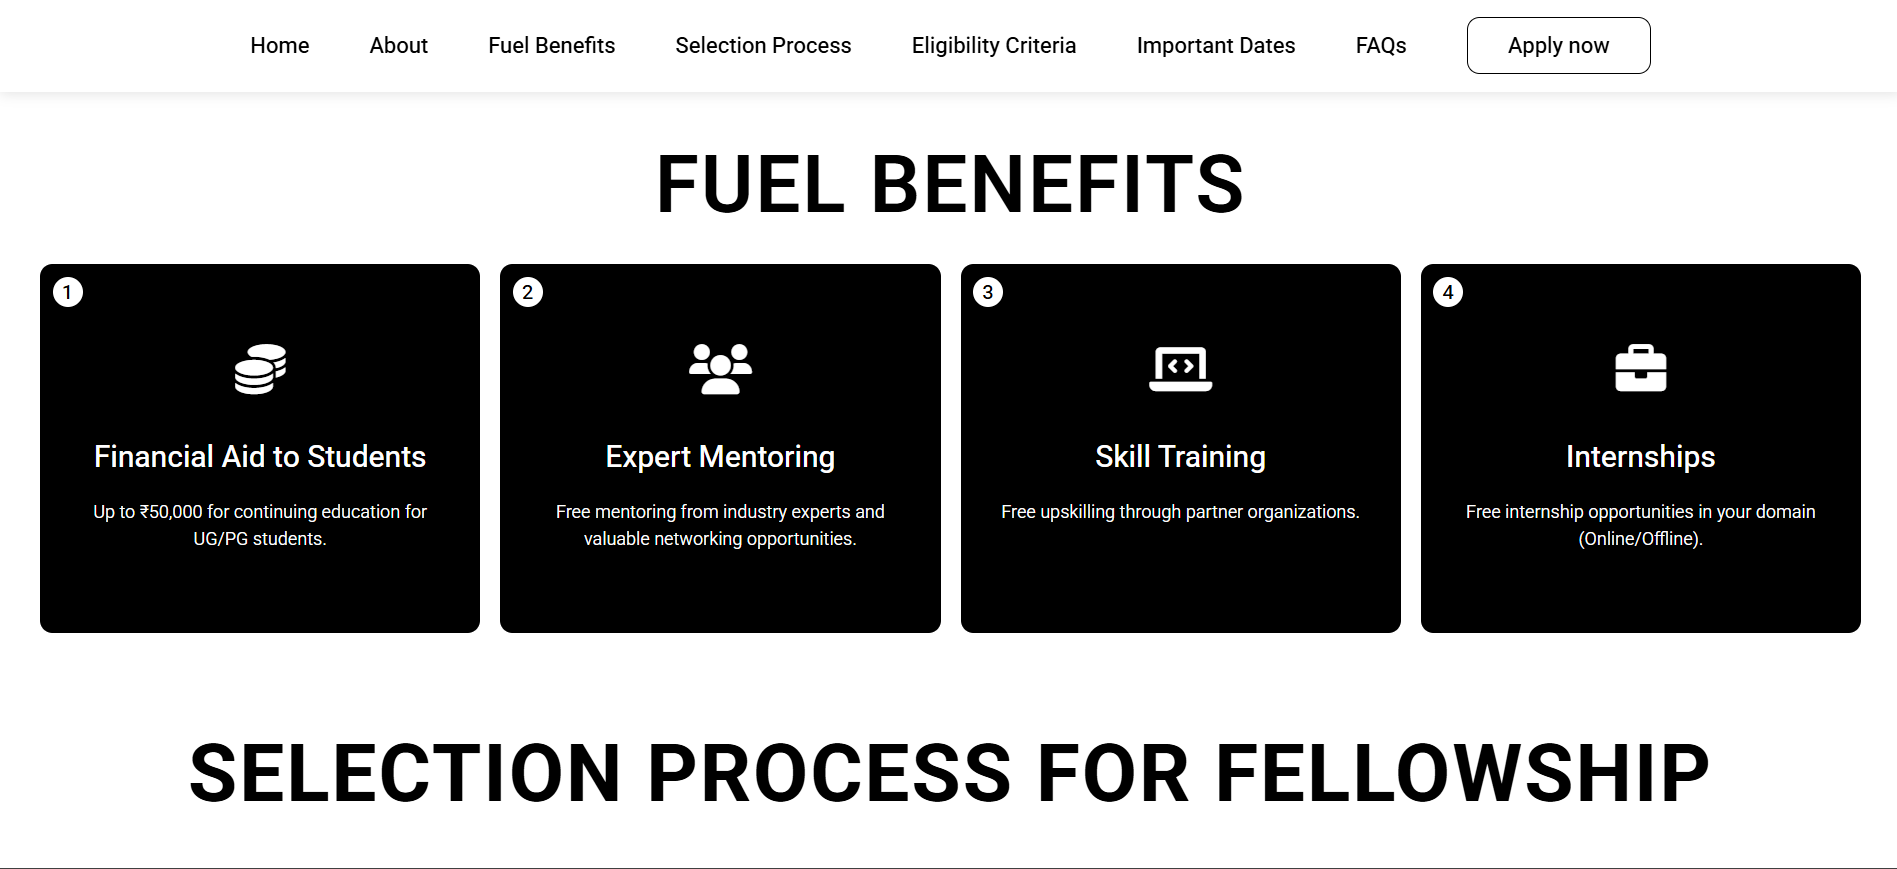 Home About Fuel Benefits Selection Process Eligibility Criteria Important Dates FAQs Apply now
FUEL BENEFITS
1
Financial Aid to Students
Up to ₹50,000 for continuing education for
UG/PG students.
2
Expert Mentoring
Free mentoring from industry experts and
valuable networking opportunities.
3
Skill Training
Free upskilling through partner organizations.
4
Internships
Free internship opportunities in your domain
(Online/Offline).
SELECTION PROCESS FOR FELLOWSHIP